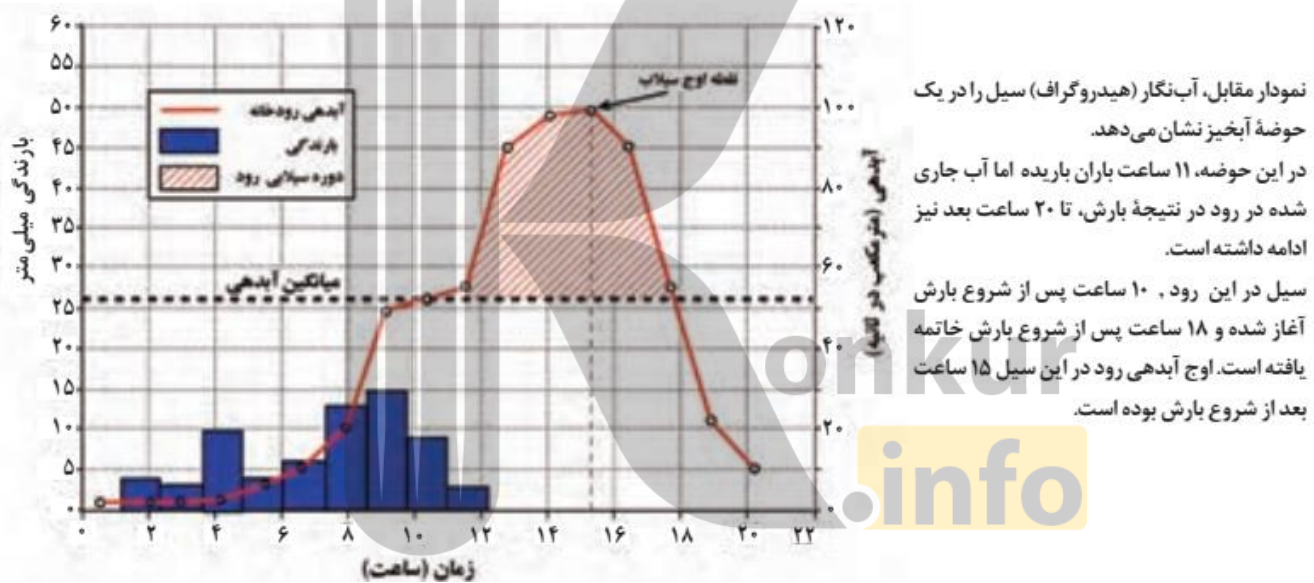 نمودار مقابل، آب‌نگار (هیدروگراف) سیل را در یک
حوضهٔ آبخیز نشان می‌دهد.
در این حوضه، ۱۱ ساعت باران باریده اما آب جاری
شده در رود در نتیجهٔ بارش، تا ۲۰ ساعت بعد نیز
ادامه داشته است.
سیل در این رود , ۱۰ ساعت پس از شروع بارش
آغاز شده و ۱۸ ساعت پس از شروع بارش خاتمه
یافته است. اوج آبدهی رود در این سیل ۱۵ ساعت
بعد از شروع بارش بوده است.
بارندگی میلی‌متر
۶۰
۵۵
۵۰
۴۵
۴۰
۳۵
۳۰
۲۵
۲۰
۱۵
۱۰
۵
۰
آبدهی رودخانه
بارندگی
دوره سیلابی رود
نقطه اوج سیلاب
میانگین آبدهی
۱۲۰
۱۰۰
۸۰
۶۰
۴۰
۲۰
۰
آبدهی (مترمکعب در ثانیه)
۰ ۲ ۴ ۶ ۸ ۱۰ ۱۲ ۱۴ ۱۶ ۱۸ ۲۰ ۲۲
زمان (ساعت)
Konkur
.info